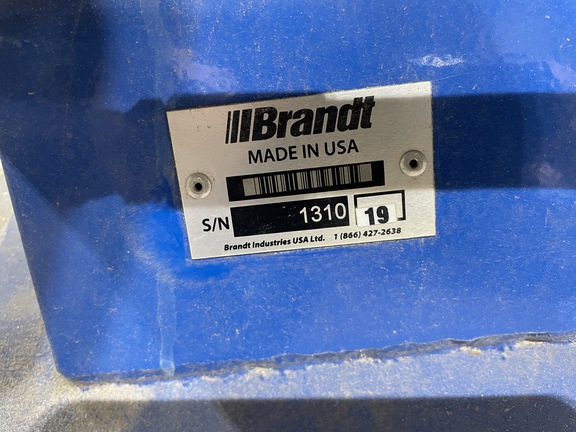 Brandt
MADE IN USA
S/N 1310 19
Brandt Industries USA Ltd. 1 (866) 427-2638